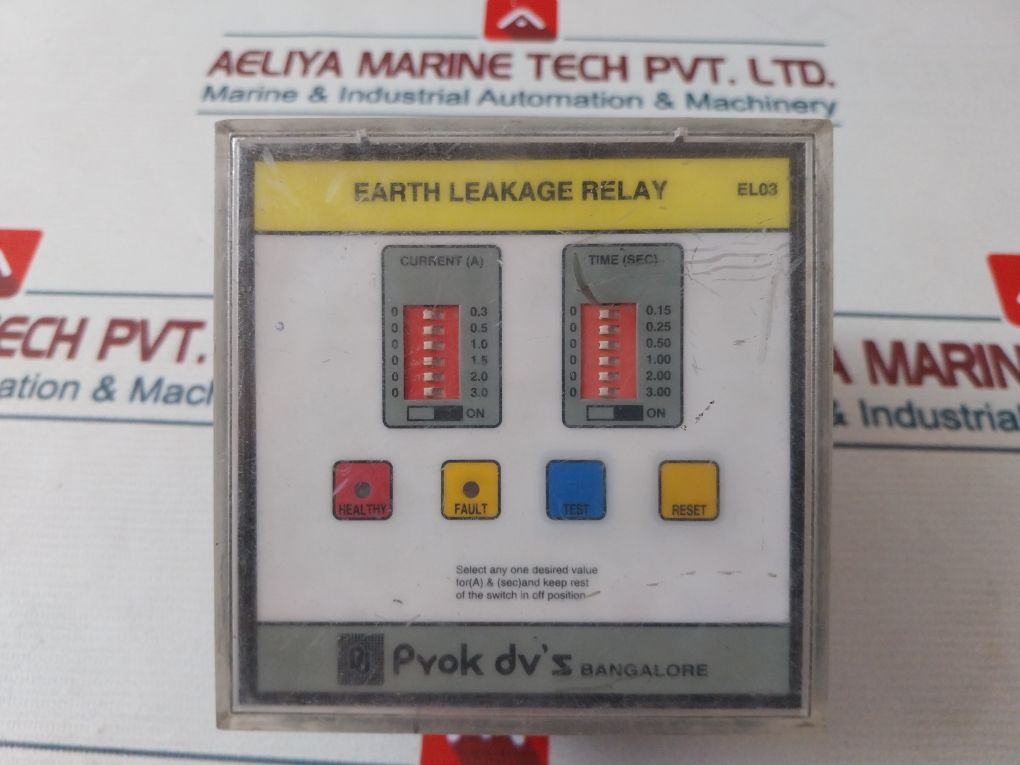 AELIYA MARINE TECH PVT. LTD.
Marine & Industrial Automation & Machinery
EARTH LEAKAGE RELAY EL03
CURRENT (A)
0 0.3
0 0.5
0 1.0
0 1.5
0 2.0
0 3.0
ON
TIME (SEC)
0 0.15
0 0.25
0 0.50
0 1.00
0 2.00
0 3.00
ON
ECH PVT.
ation & Mach
A MARIN
& Industrial
HEALTHY
FAULT
TEST
RESET
Select any one desired value
for(A) & (sec)and keep rest
of the switch in off position
Pyok dv's BANGALORE